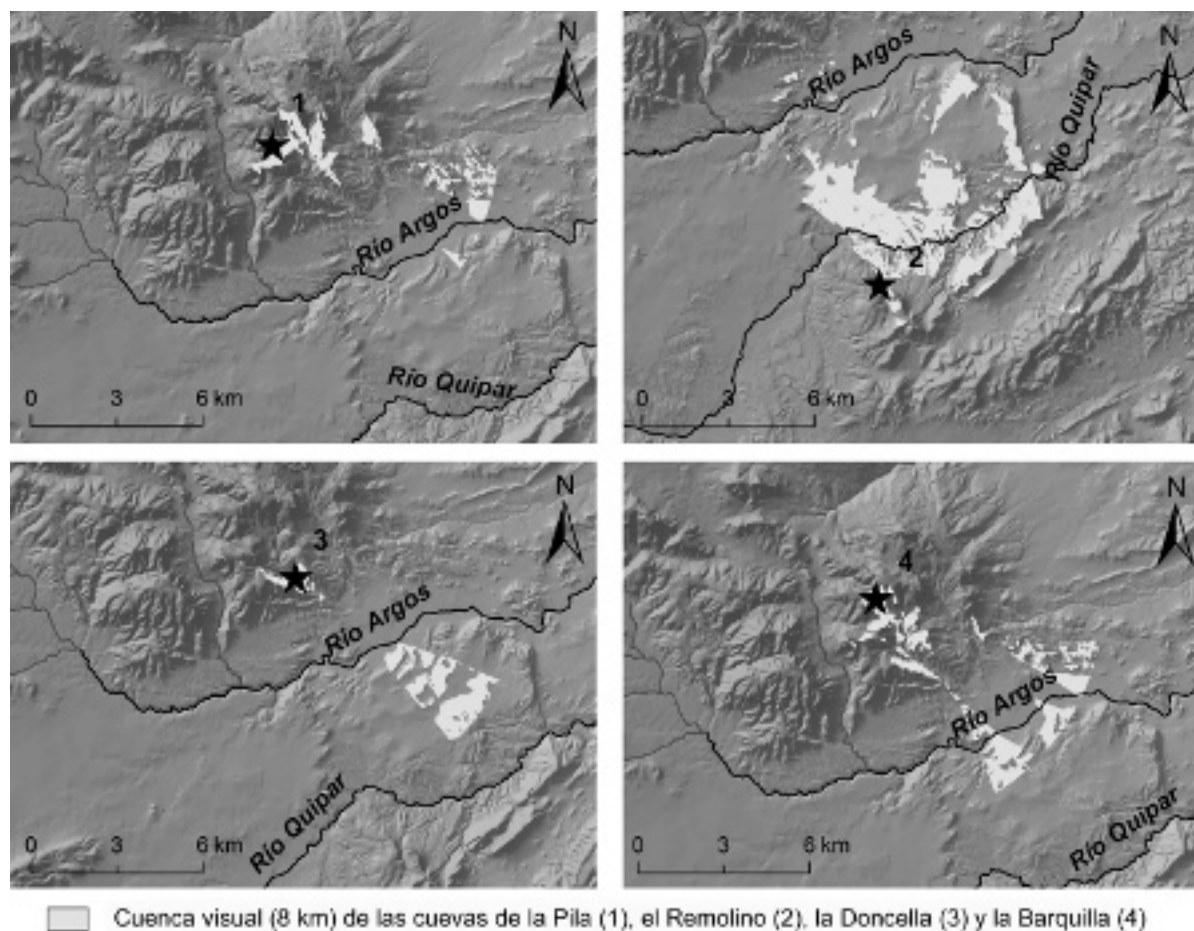 N
1
Río Argos
Río Quipar
0 3 6 km
N
Río Argos
Río Quipar
2
0 3 6 km
N
3
Río Argos
Río Quipar
0 3 6 km
N
4
Río Argos
Río Quipar
0 3 6 km
Cuenca visual (8 km) de las cuevas de la Pila (1), el Remolino (2), la Doncella (3) y la Barquilla (4)